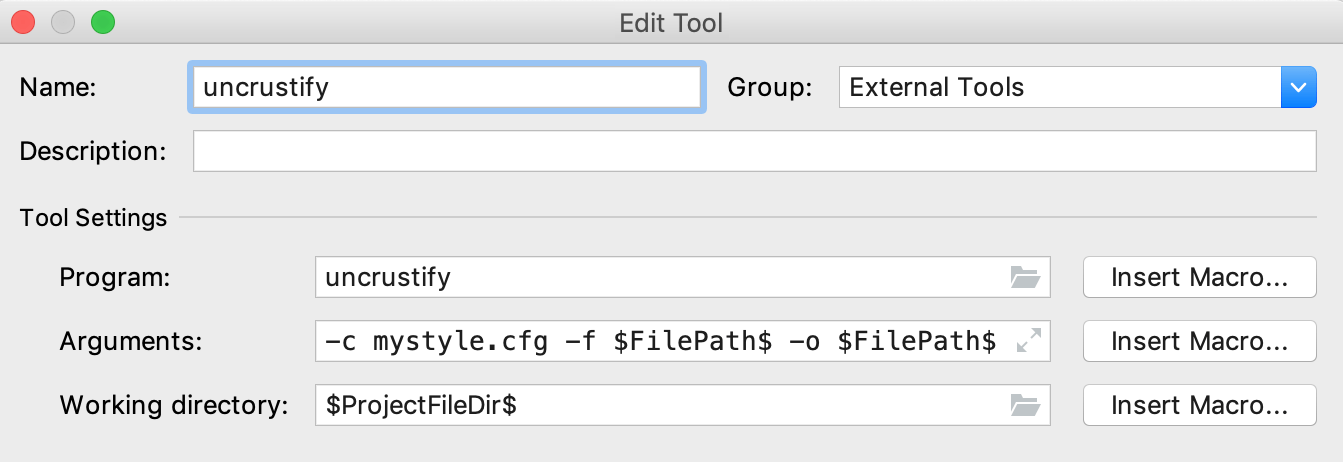 Edit Tool
Name: uncrustify Group: External Tools
Description:
Tool Settings
Program: uncrustify Insert Macro...
Arguments: -c mystyle.cfg -f $FilePath$ -o $FilePath$ Insert Macro...
Working directory: $ProjectFileDir$ Insert Macro...